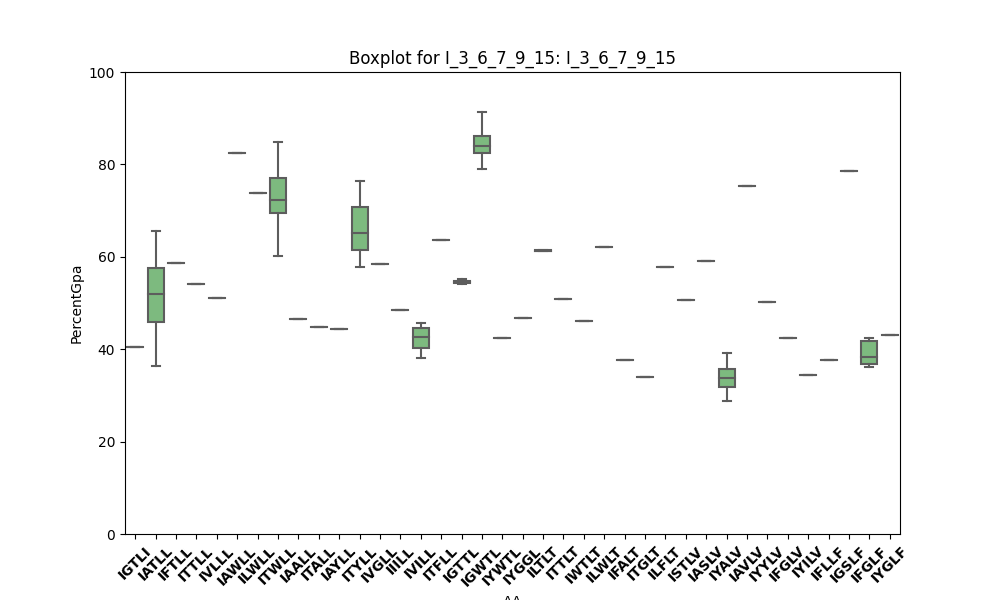 Boxplot for I_3_6_7_9_15: I_3_6_7_9_15
PercentGpa
100
80
60
40
20
0
IGTLI IATLL IFTLL ITTLL IVLLL IAWLL ILWLL ITWLL IAALL ITALL IAYLL ITYLL IVGLL IIILL IVILL ITFLL IGTTL IGWTL IYWTL IYGGL ILTLT ITTLT IWTLT ILWLT IFALT ITGLT ILFLT ISTLV IASLV IYALV IAVLV IYYLV IFGLV IYILV IFLLF IGSLF IFGLF IYGLF
AA